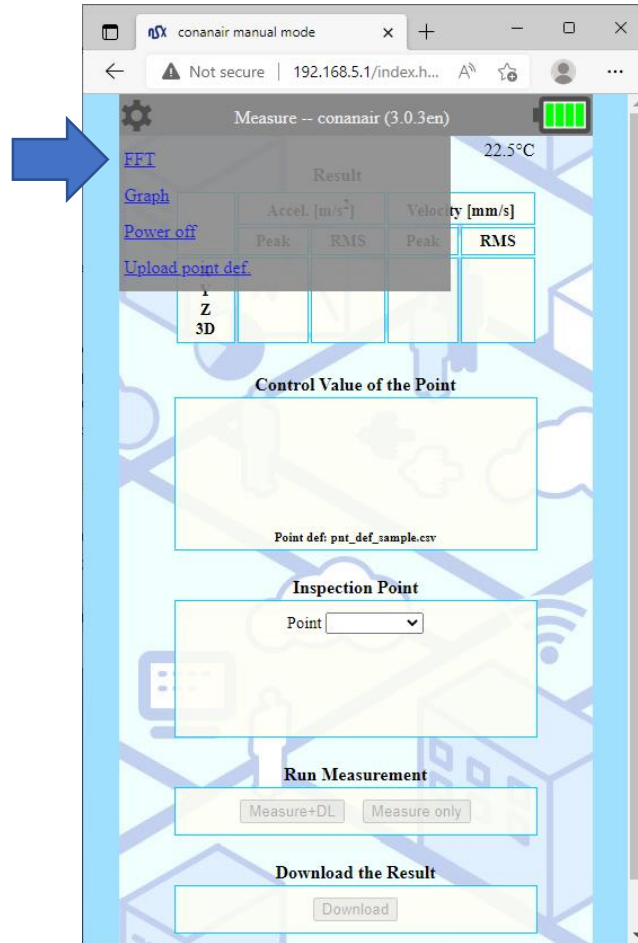 nsx conanair manual mode
Not secure | 192.168.5.1/index.h...
Measure -- conanair (3.0.3en)
22.5°C
FFT
Graph
Power off
Upload point def.
Result
Accel. [m/s²] Velocity [mm/s]
Peak RMS Peak RMS
Y
Z
3D
Control Value of the Point
Point def: pnt_def_sample.csv
Inspection Point
Point
Run Measurement
Measure+DL Measure only
Download the Result
Download